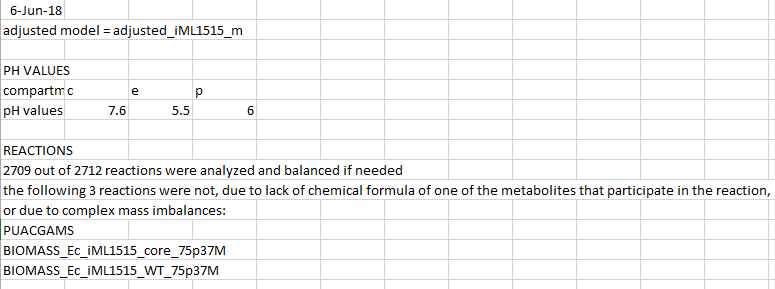 6-Jun-18
adjusted model = adjusted_iML1515_m
PH VALUES
compartm c e p
pH values 7.6 5.5 6
REACTIONS
2709 out of 2712 reactions were analyzed and balanced if needed
the following 3 reactions were not, due to lack of chemical formula of one of the metabolites that participate in the reaction,
or due to complex mass imbalances:
PUACGAMS
BIOMASS_Ec_iML1515_core_75p37M
BIOMASS_Ec_iML1515_WT_75p37M